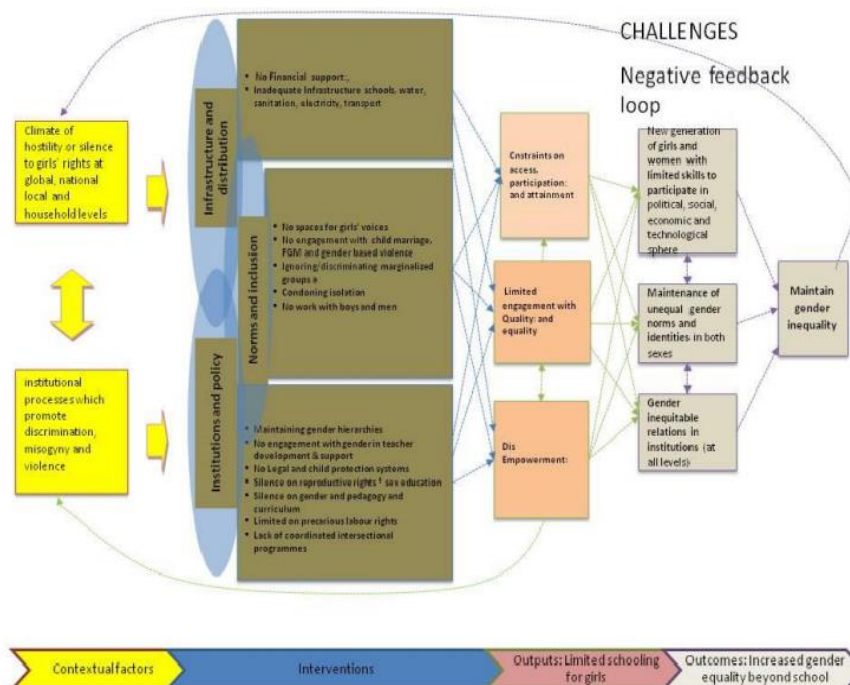 CHALLENGES
Negative feedback
loop
Climate of
hostility or silence
to girls' rights at
global, national
local and
household levels
institutional
processes which
promote
discrimination,
misogyny and
violence
Infrastructure and
distribution
Norms and inclusion
Institutions and policy
• No Financial support:,
• Inadequate Infrastructure schools, water,
sanitation, electricity, transport
• No spaces for girls' voices
• No engagement with child marriage,
FGM and gender based violence
• Ignoring/discriminating marginalized
groups a
• Condoning isolation
• No work with boys and men
• Maintaining gender hierarchies
• No engagement with gender in teacher
development & support
• No Legal and child protection systems
• Silence on reproductive rights sex education
• Silence on gender and pedagogy and
curriculum
• Limited on precarious labour rights
• Lack of coordinated intersectional
programmes
Cnstraints on
access,
participation;
and attainment
Limited
engagement with
Quality: and
equality
Dis
Empowerment:
New generation
of girls and
women with
limited skills to
participate in
political, social,
economic and
technological
sphere
Maintenance of
unequal gender
norms and
identities in both
sexes
Gender
inequitable
relations in
institutions (at
all levels)
Maintain
gender
inequality
Contextual factors
Interventions
Outputs: Limited schooling
for girls
Outcomes: Increased gender
equality beyond school